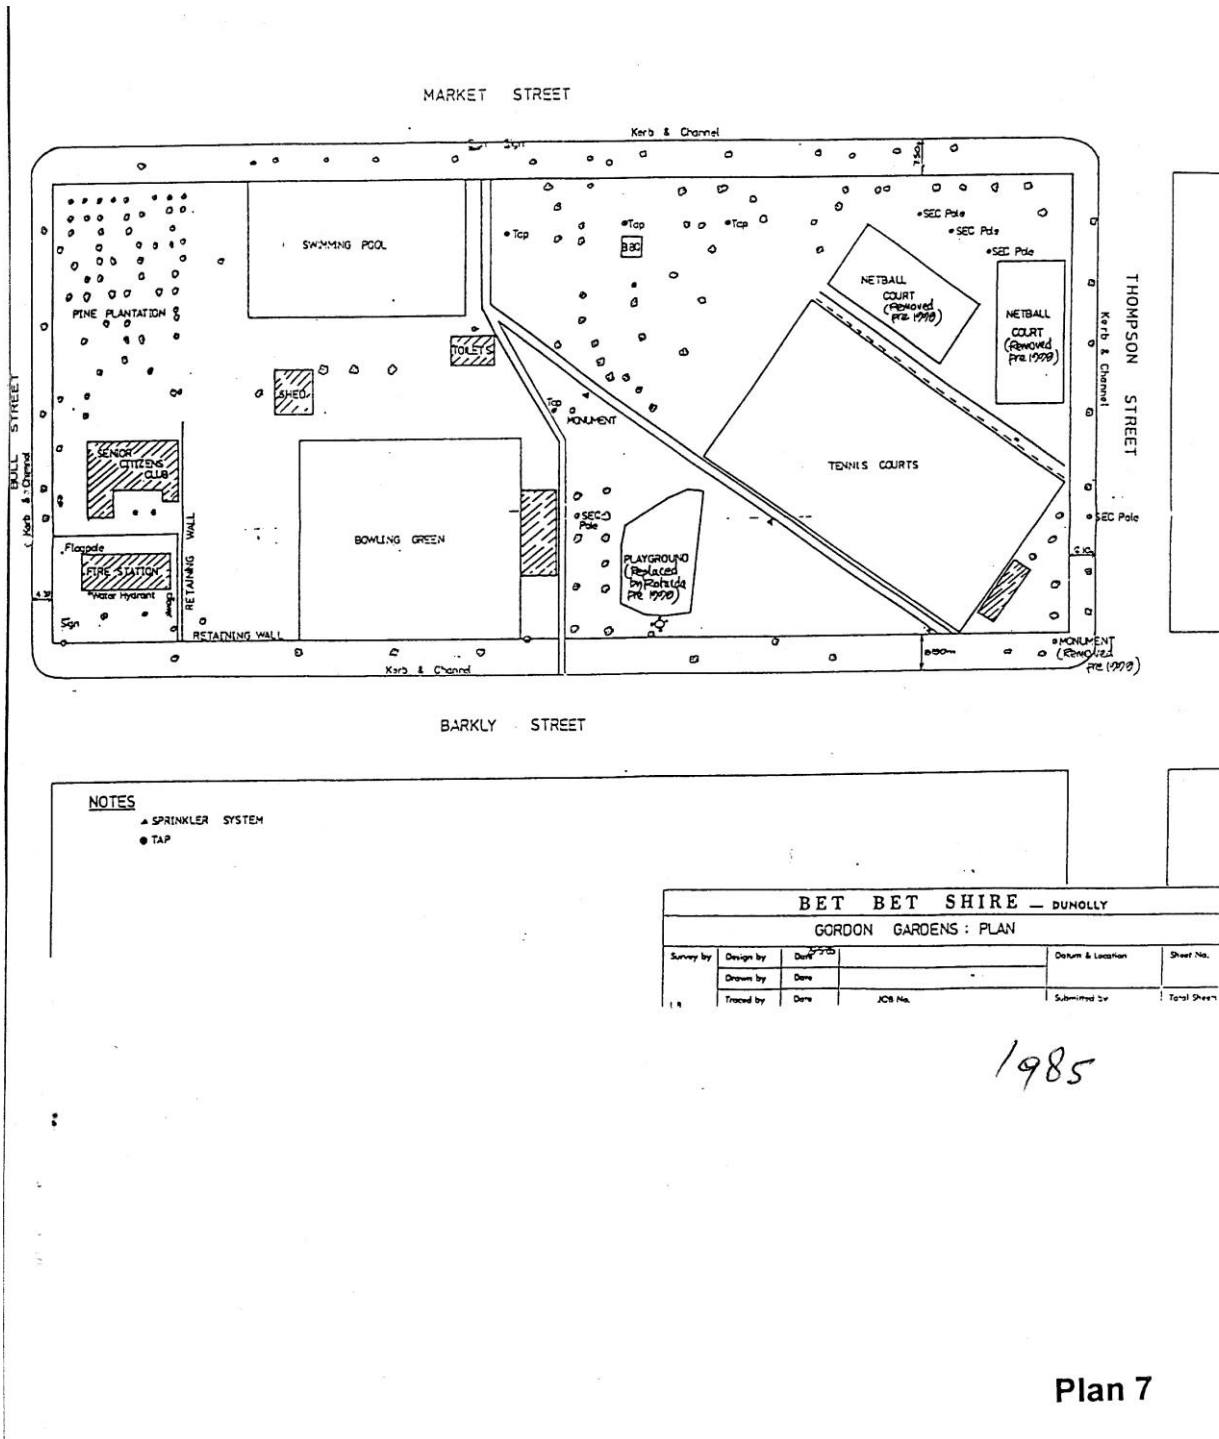 MARKET STREET
Kerb & Channel
7.50
SWIMMING POOL
Tap
Tap
Tap
BBQ
SEC Pole
SEC Pole
SEC Pole
NETBALL
COURT
(Removed
pre 1998)
NETBALL
COURT
(Removed
pre 1998)
THOMPSON STREET
Kerb & Channel
PINE PLANTATION
TOILETS
SHED
Tap
MONUMENT
BULL STREET
Kerb & Channel
SENIOR
CITIZENS
CLUB
TENNIS COURTS
RETAINING WALL
BOWLING GREEN
SEC
Pole
PLAYGROUND
(Replaced
by Rotunda
pre 1998)
SEC Pole
Flagpole
FIRE STATION
Water Hydrant
Sign
RETAINING WALL
Kerb & Channel
MONUMENT
(Removed
pre 1998)
BARKLY STREET
NOTES
▲ SPRINKLER SYSTEM
● TAP
BET BET SHIRE — DUNOLLY
GORDON GARDENS : PLAN
Survey by Design by Date Datum & Location Sheet No.
Drawn by Date
Traced by Date JOB No. Submitted by Total Sheets
1985
Plan 7